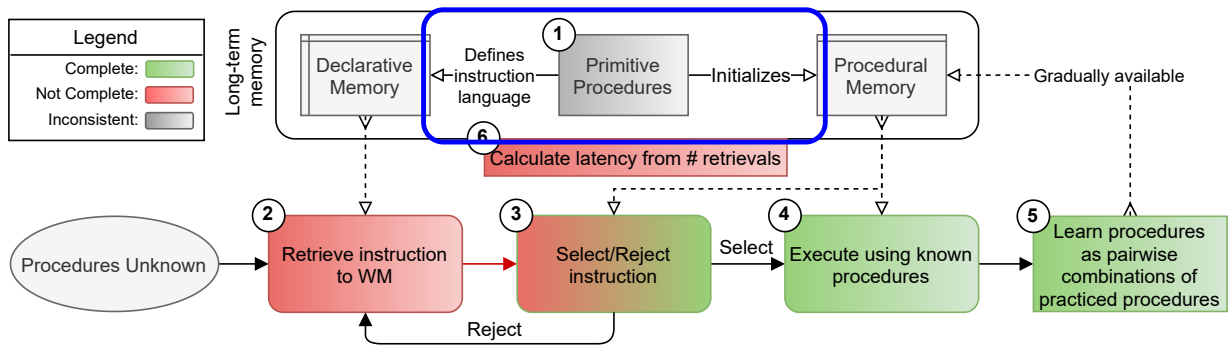 Legend
Complete:
Not Complete:
Inconsistent:
Long-term
memory
Declarative
Memory
Defines
instruction
language
1
Primitive
Procedures
Initializes
Procedural
Memory
Gradually available
6
Calculate latency from # retrievals
Procedures Unknown
2
Retrieve instruction
to WM
3
Select/Reject
instruction
Select
Reject
4
Execute using known
procedures
5
Learn procedures
as pairwise
combinations of
practiced procedures